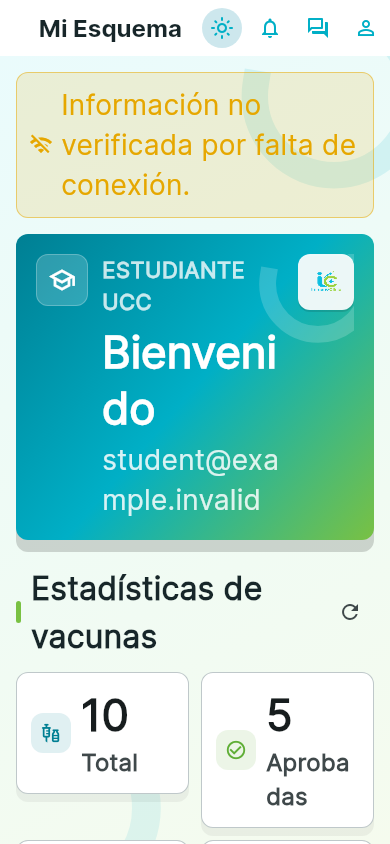 Mi Esquema
Información no
verificada por falta de
conexión.
ESTUDIANTE
UCC
Bienveni
do
student@exa
mple.invalid
Estadísticas de
vacunas
10
Total
5
Aproba
das